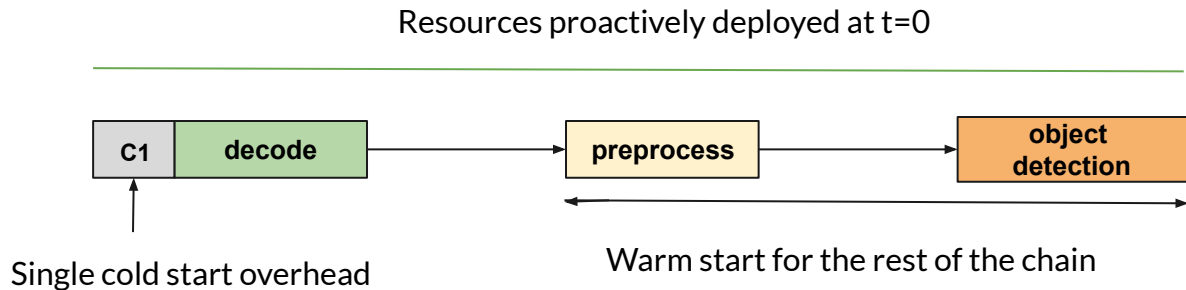 Resources proactively deployed at t=0
C1
decode
preprocess
object
detection
Single cold start overhead
Warm start for the rest of the chain